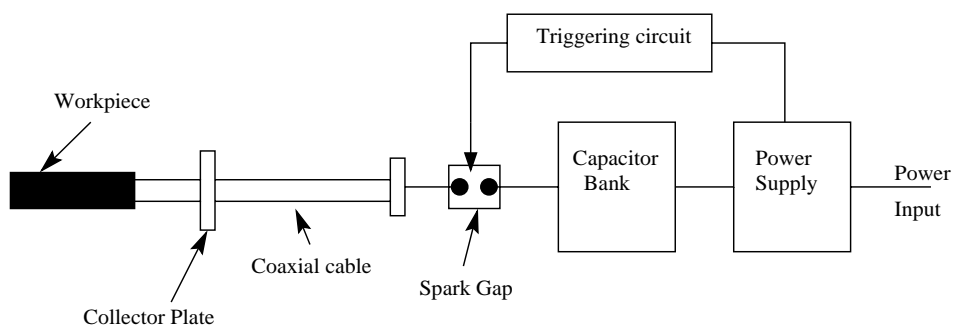 Triggering circuit
Workpiece
Capacitor
Bank
Power
Supply
Power
Input
Coaxial cable
Spark Gap
Collector Plate